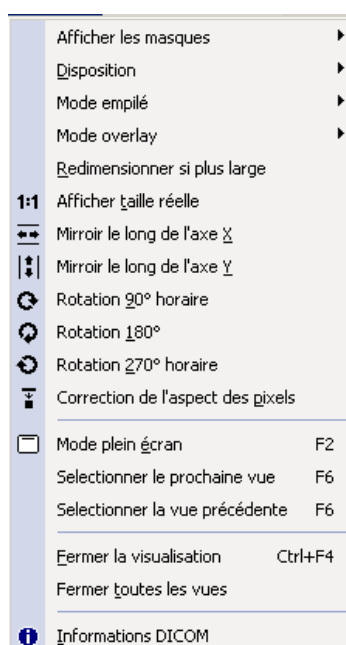 Afficher les masques
Disposition
Mode empilé
Mode overlay
Redimensionner si plus large
1:1 Afficher taille réelle
Mirroir le long de l'axe X
Mirroir le long de l'axe Y
Rotation 90° horaire
Rotation 180°
Rotation 270° horaire
Correction de l'aspect des pixels
Mode plein écran F2
Selectionner le prochaine vue F6
Selectionner la vue précédente F6
Fermer la visualisation Ctrl+F4
Fermer toutes les vues
Informations DICOM